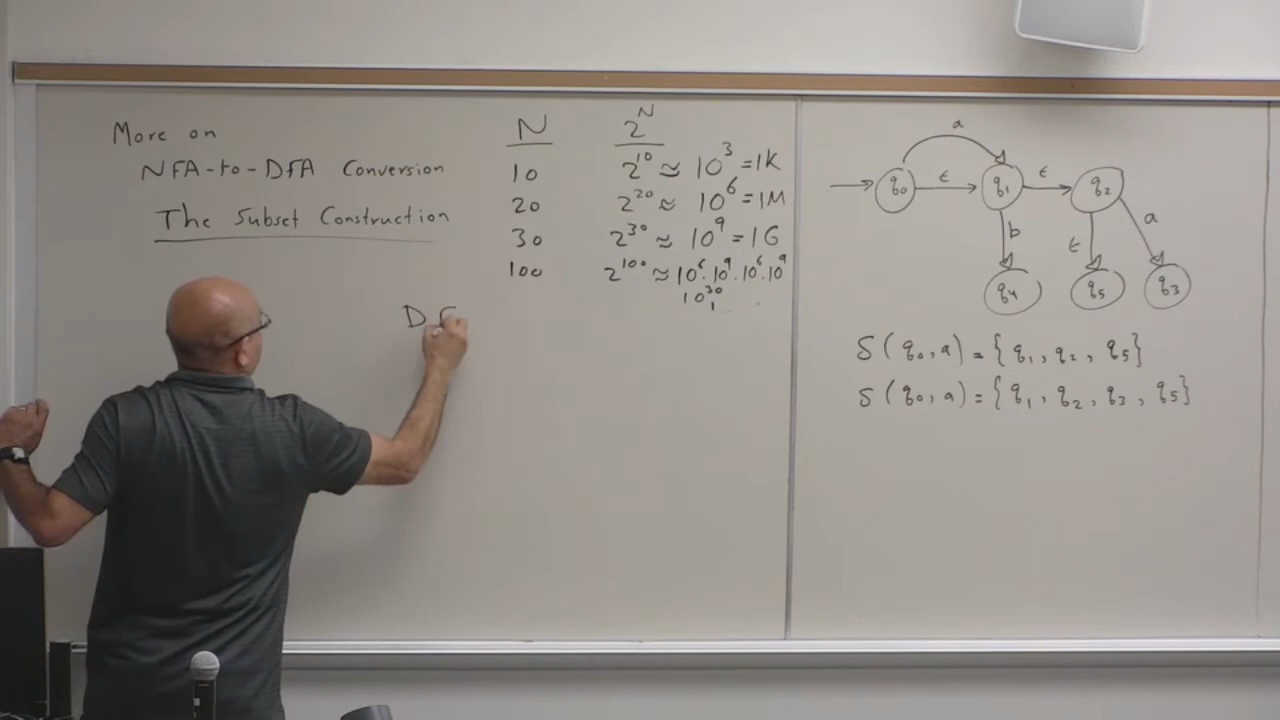 More on
NFA-to-DFA Conversion
The Subset Construction
N 2^N
10 2^10 ≈ 10^3 = 1K
20 2^20 ≈ 10^6 = 1M
30 2^30 ≈ 10^9 = 1G
100 2^100 ≈ 10^6.10^9.10^6.10^9
10^30
D
a
q0 ε q1 ε q2
b ε a
q4 q5 q3
δ(q0, a) = {q1, q2, q5}
δ(q0, a) = {q1, q2, q3, q5}